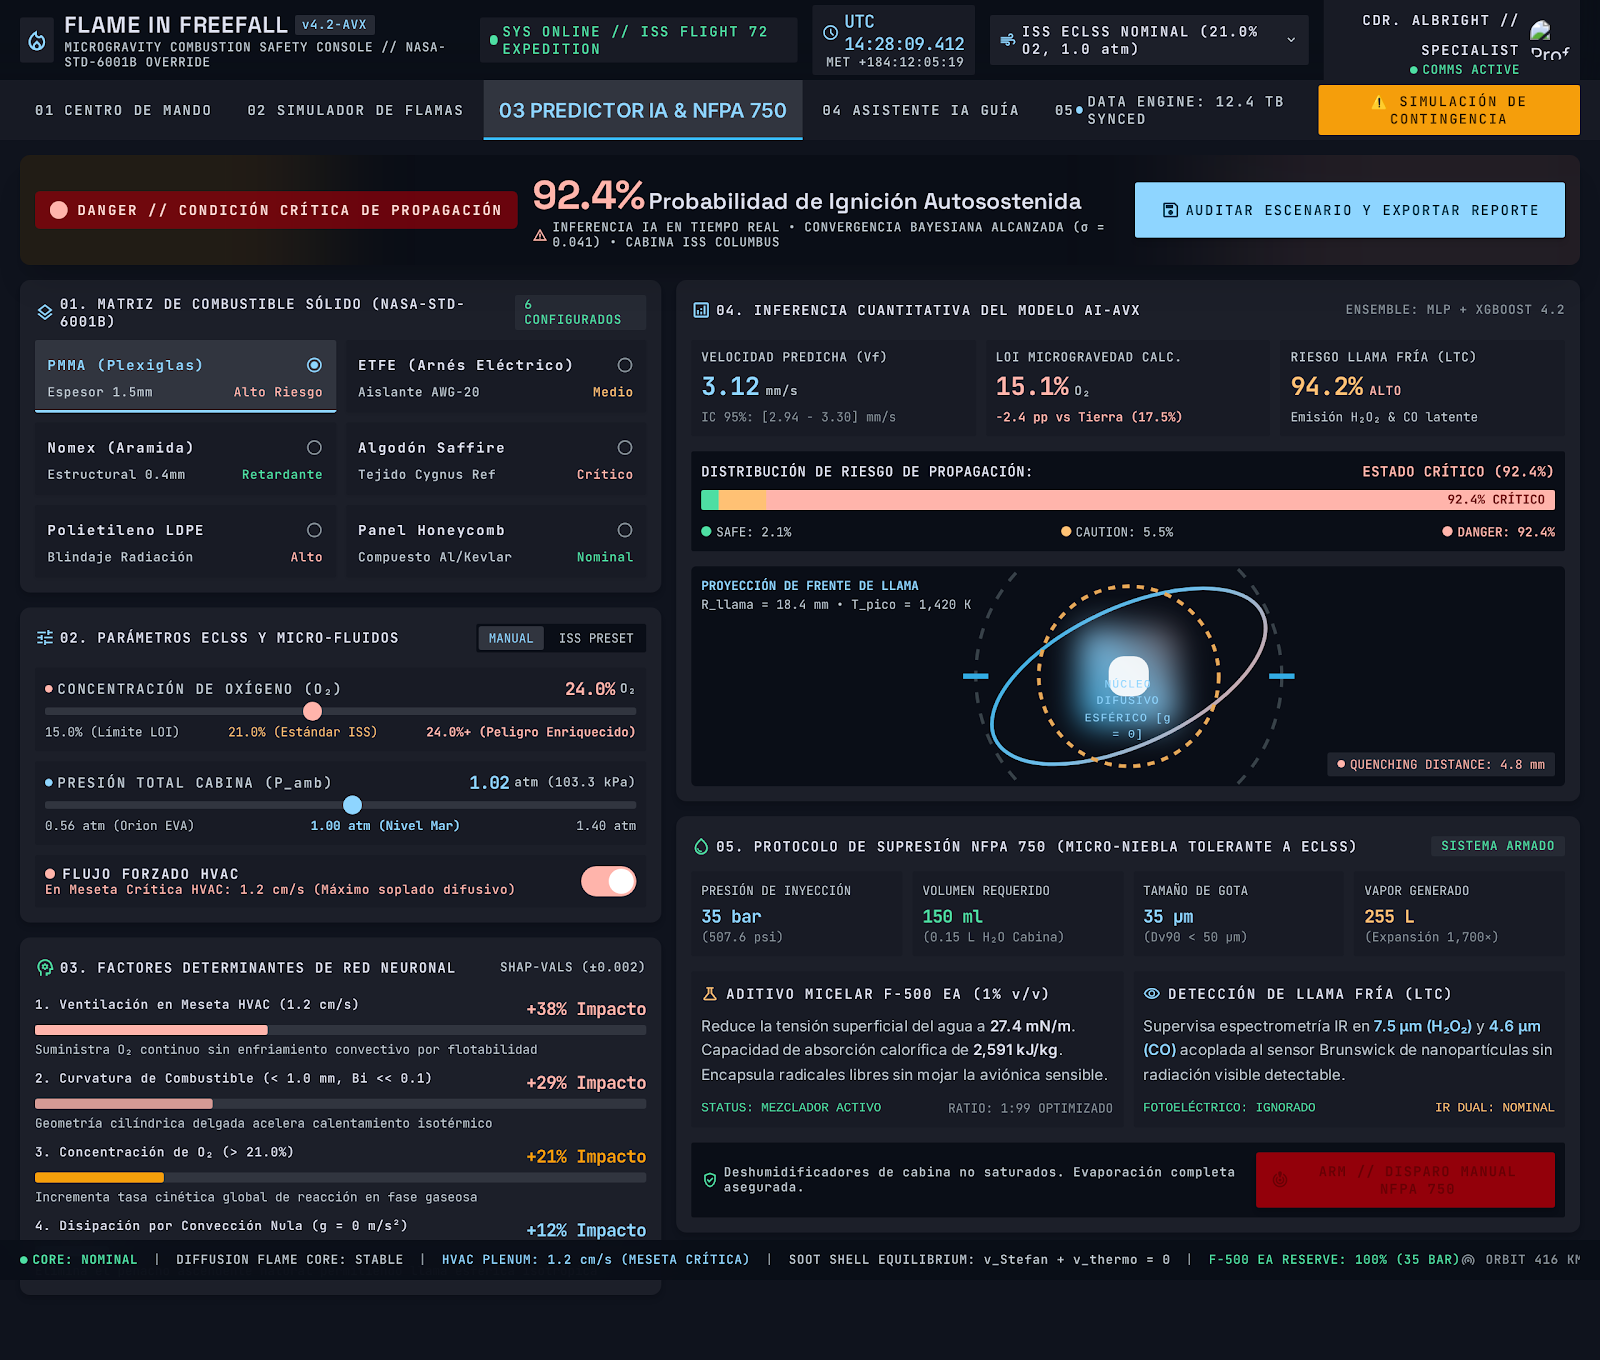 FLAME IN FREEFALL v4.2-AVX
MICROGRAVITY COMBUSTION SAFETY CONSOLE // NASA-
STD-6001B OVERRIDE
SYS ONLINE // ISS FLIGHT 72
EXPEDITION
UTC
14:28:09.412
MET +184:12:05:19
ISS ECLSS NOMINAL (21.0%
O2, 1.0 atm)
CDR. ALBRIGHT //
SPECIALIST
COMMS ACTIVE
Prof
01 CENTRO DE MANDO
02 SIMULADOR DE FLAMAS
03 PREDICTOR IA & NFPA 750
04 ASISTENTE IA GUÍA
05
DATA ENGINE: 12.4 TB
SYNCED
⚠️ SIMULACIÓN DE
CONTINGENCIA
DANGER // CONDICIÓN CRÍTICA DE PROPAGACIÓN
92.4% Probabilidad de Ignición Autosostenida
INFERENCIA IA EN TIEMPO REAL • CONVERGENCIA BAYESIANA ALCANZADA (σ =
0.041) • CABINA ISS COLUMBUS
AUDITAR ESCENARIO Y EXPORTAR REPORTE
01. MATRIZ DE COMBUSTIBLE SÓLIDO (NASA-STD-
6001B)
6
CONFIGURADOS
PMMA (Plexiglas)
Espesor 1.5mm Alto Riesgo
ETFE (Arnés Eléctrico)
Aislante AWG-20 Medio
Nomex (Aramida)
Estructural 0.4mm Retardante
Algodón Saffire
Tejido Cygnus Ref Crítico
Polietileno LDPE
Blindaje Radiación Alto
Panel Honeycomb
Compuesto Al/Kevlar Nominal
02. PARÁMETROS ECLSS Y MICRO-FLUIDOS
MANUAL ISS PRESET
CONCENTRACIÓN DE OXÍGENO (O₂) 24.0% O₂
15.0% (Límite LOI) 21.0% (Estándar ISS) 24.0%+ (Peligro Enriquecido)
PRESIÓN TOTAL CABINA (P_amb) 1.02 atm (103.3 kPa)
0.56 atm (Orion EVA) 1.00 atm (Nivel Mar) 1.40 atm
FLUJO FORZADO HVAC
En Meseta Crítica HVAC: 1.2 cm/s (Máximo soplado difusivo)
03. FACTORES DETERMINANTES DE RED NEURONAL SHAP-VALS (±0.002)
1. Ventilación en Meseta HVAC (1.2 cm/s) +38% Impacto
Suministra O₂ continuo sin enfriamiento convectivo por flotabilidad
2. Curvatura de Combustible (< 1.0 mm, Bi << 0.1) +29% Impacto
Geometría cilíndrica delgada acelera calentamiento isotérmico
3. Concentración de O₂ (> 21.0%) +21% Impacto
Incrementa tasa cinética global de reacción en fase gaseosa
4. Disipación por Convección Nula (g = 0 m/s²) +12% Impacto
04. INFERENCIA CUANTITATIVA DEL MODELO AI-AVX ENSEMBLE: MLP + XGBOOST 4.2
VELOCIDAD PREDICHA (Vf)
3.12 mm/s
IC 95%: [2.94 - 3.30] mm/s
LOI MICROGRAVEDAD CALC.
15.1% O₂
-2.4 pp vs Tierra (17.5%)
RIESGO LLAMA FRÍA (LTC)
94.2% ALTO
Emisión H₂O₂ & CO latente
DISTRIBUCIÓN DE RIESGO DE PROPAGACIÓN: ESTADO CRÍTICO (92.4%)
92.4% CRÍTICO
SAFE: 2.1% CAUTION: 5.5% DANGER: 92.4%
PROYECCIÓN DE FRENTE DE LLAMA
R_llama = 18.4 mm • T_pico = 1,420 K
NÚCLEO
DIFUSIVO
ESFÉRICO [g
= 0]
QUENCHING DISTANCE: 4.8 mm
05. PROTOCOLO DE SUPRESIÓN NFPA 750 (MICRO-NIEBLA TOLERANTE A ECLSS) SISTEMA ARMADO
PRESIÓN DE INYECCIÓN
35 bar
(507.6 psi)
VOLUMEN REQUERIDO
150 ml
(0.15 L H₂O Cabina)
TAMAÑO DE GOTA
35 µm
(Dv90 < 50 µm)
VAPOR GENERADO
255 L
(Expansión 1,700×)
ADITIVO MICELAR F-500 EA (1% v/v)
Reduce la tensión superficial del agua a 27.4 mN/m.
Capacidad de absorción calorífica de 2,591 kJ/kg.
Encapsula radicales libres sin mojar la aviónica sensible.
STATUS: MEZCLADOR ACTIVO RATIO: 1:99 OPTIMIZADO
DETECCIÓN DE LLAMA FRÍA (LTC)
Supervisa espectrometría IR en 7.5 µm (H₂O₂) y 4.6 µm
(CO) acoplada al sensor Brunswick de nanopartículas sin
radiación visible detectable.
FOTOELÉCTRICO: IGNORADO IR DUAL: NOMINAL
Deshumidificadores de cabina no saturados. Evaporación completa
asegurada.
ARM // DISPARO MANUAL
NFPA 750
CORE: NOMINAL | DIFFUSION FLAME CORE: STABLE | HVAC PLENUM: 1.2 cm/s (MESETA CRÍTICA) | SOOT SHELL EQUILIBRIUM: v_Stefan + v_thermo = 0 | F-500 EA RESERVE: 100% (35 BAR) ORBIT 416 KM